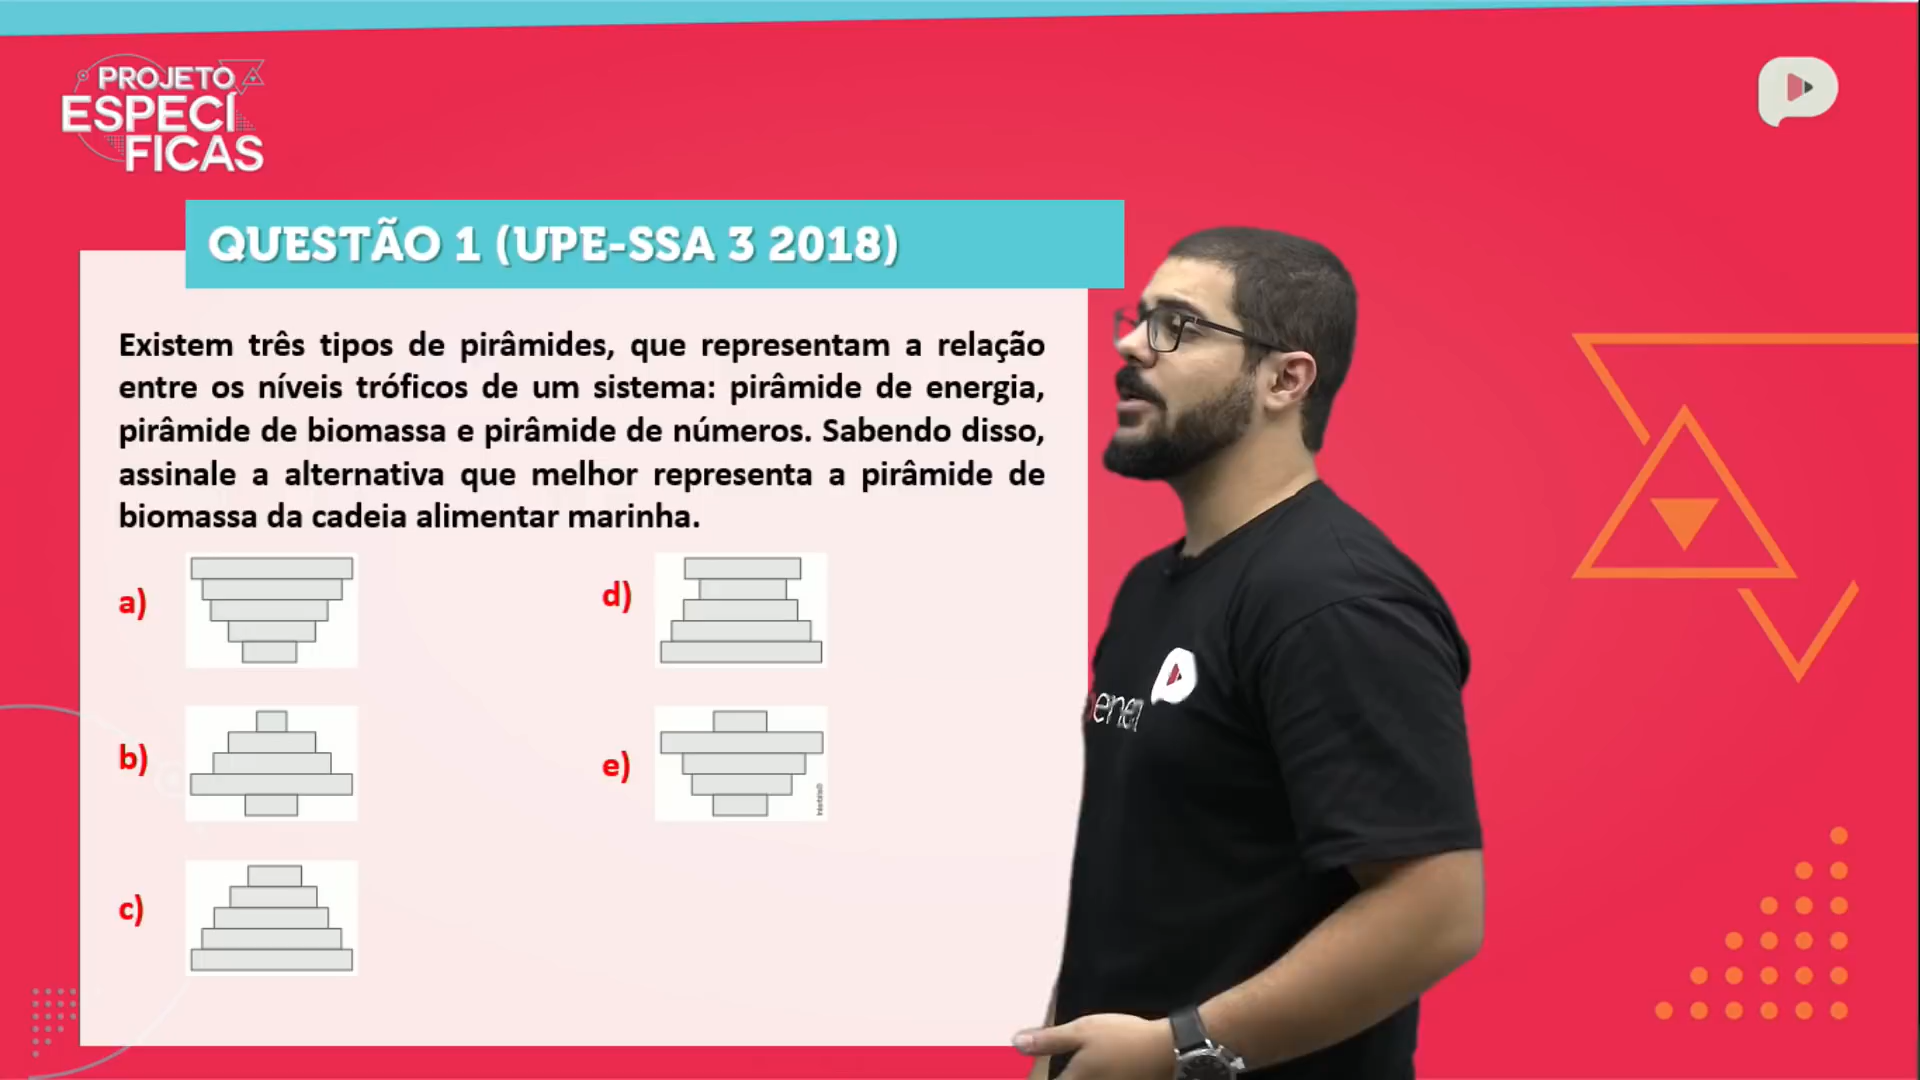 PROJETO
ESPECÍ
FICAS
QUESTÃO 1 (UPE-SSA 3 2018)
Existem três tipos de pirâmides, que representam a relação
entre os níveis tróficos de um sistema: pirâmide de energia,
pirâmide de biomassa e pirâmide de números. Sabendo disso,
assinale a alternativa que melhor representa a pirâmide de
biomassa da cadeia alimentar marinha.
a)
d)
b)
e)
c)